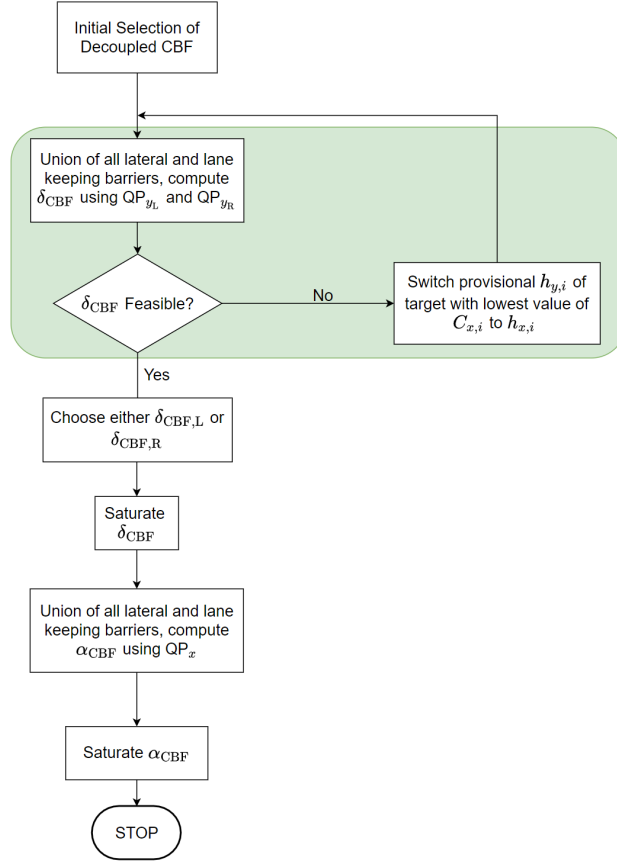 Initial Selection of
Decoupled CBF
Union of all lateral and lane
keeping barriers, compute
δ_CBF using QP_{y_L} and QP_{y_R}
δ_CBF Feasible?
No
Switch provisional h_{y,i} of
target with lowest value of
C_{x,i} to h_{x,i}
Yes
Choose either δ_{CBF,L} or
δ_{CBF,R}
Saturate
δ_CBF
Union of all lateral and lane
keeping barriers, compute
α_CBF using QP_x
Saturate α_CBF
STOP